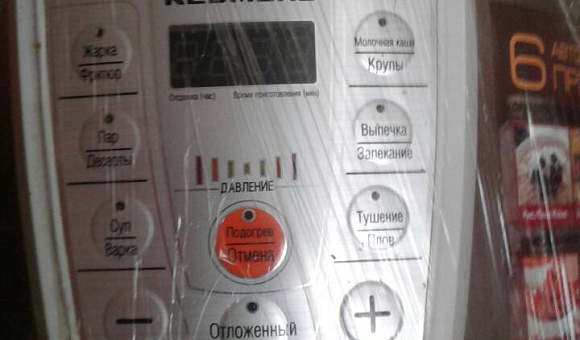 Жарка
Фритюр
Отсрочка (час) Время приготовления (мин)
Молочная каша
Крупы
Пар
Десерты
Выпечка
Запекание
ДАВЛЕНИЕ
Суп
Варка
Подогрев
Отмена
Тушение
Плов
−
Отложенный
+
6